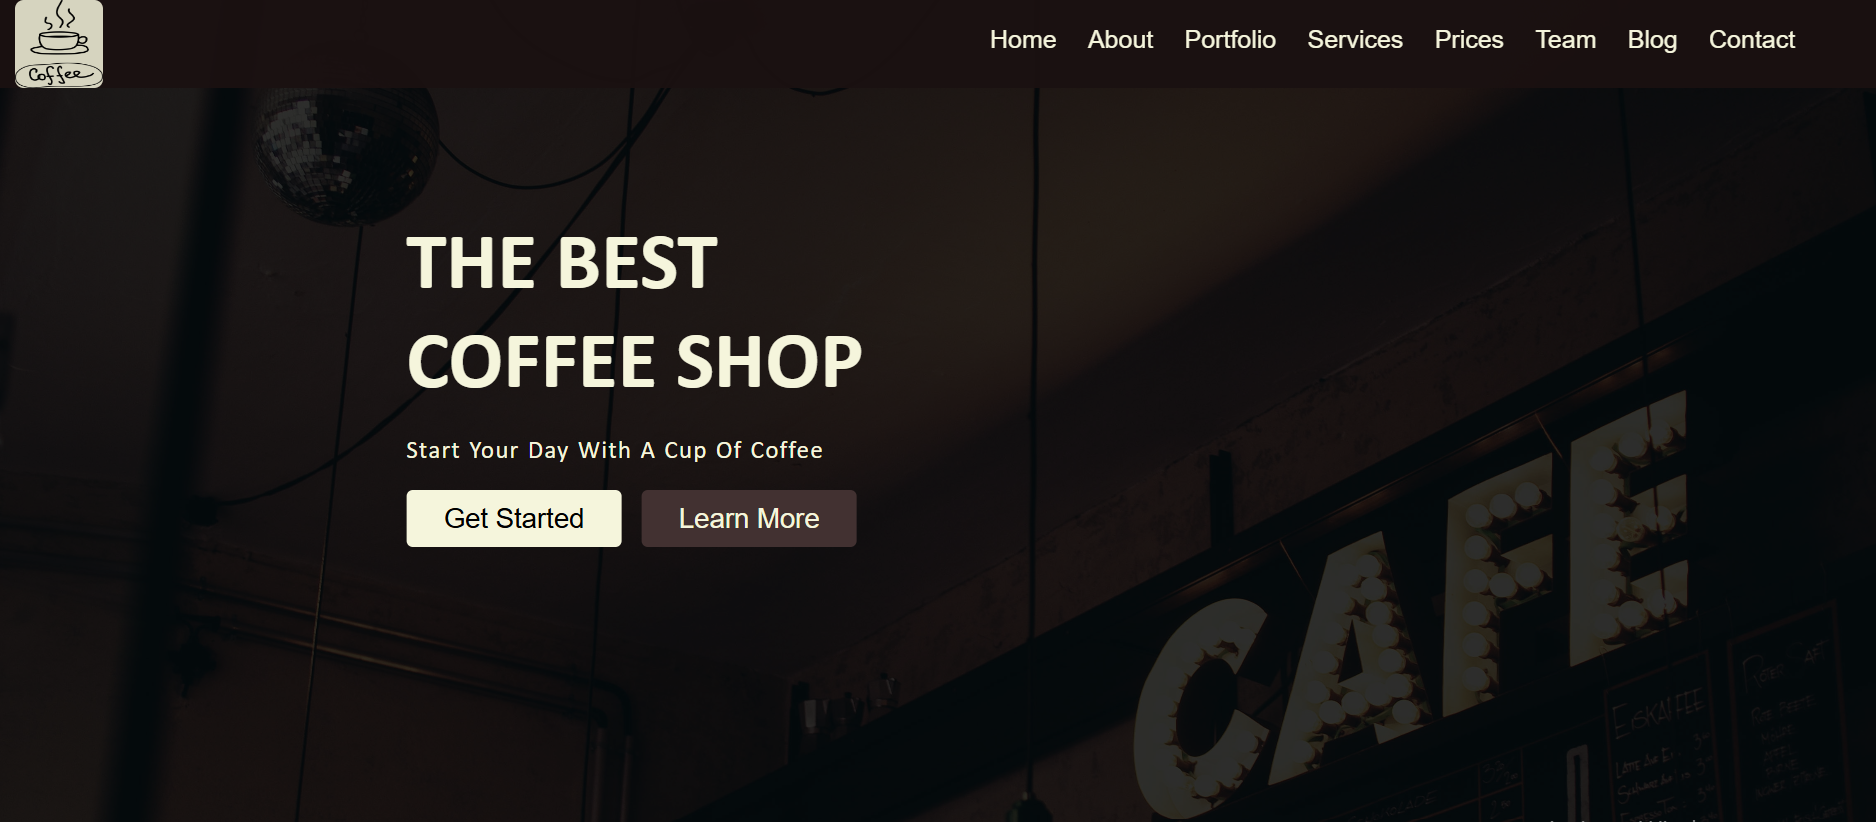 Coffee
Home About Portfolio Services Prices Team Blog Contact
THE BEST
COFFEE SHOP
Start Your Day With A Cup Of Coffee
Get Started Learn More
CAFE
EISKAFFEE